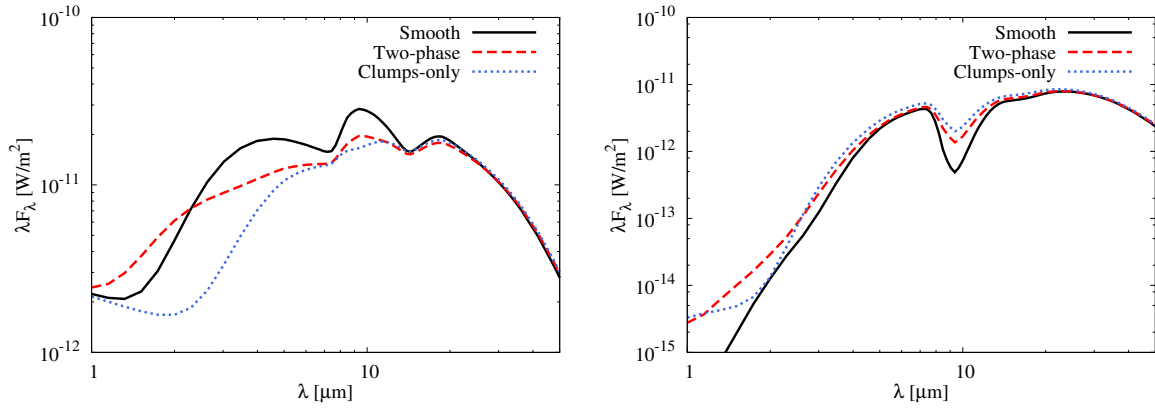 10^-10
10^-11
10^-12
λF_λ [W/m^2]
1
10
λ [μm]
Smooth
Two-phase
Clumps-only
10^-10
10^-11
10^-12
10^-13
10^-14
10^-15
λF_λ [W/m^2]
1
10
λ [μm]
Smooth
Two-phase
Clumps-only